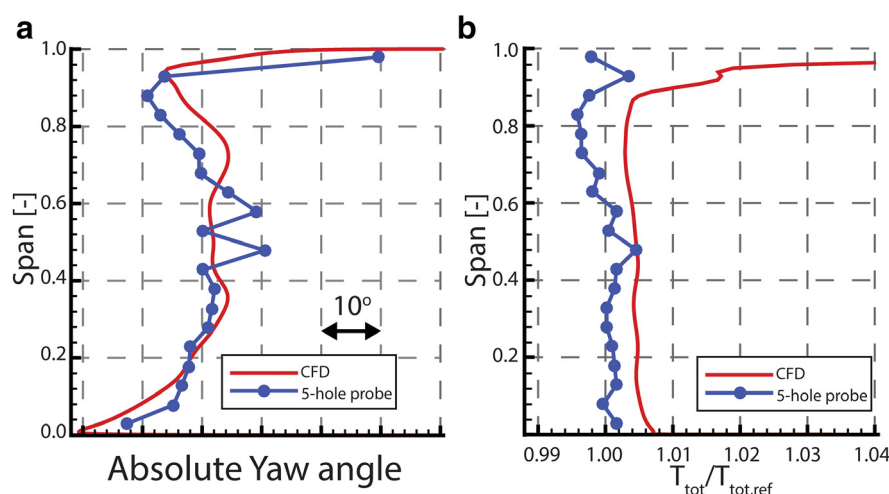 a
1.0
0.8
0.6
0.4
0.2
0.0
Span [-]
10°
CFD
5-hole probe
Absolute Yaw angle
b
1.0
0.8
0.6
0.4
0.2
Span [-]
CFD
5-hole probe
0.99 1.00 1.01 1.02 1.03 1.04
T_tot/T_tot,ref